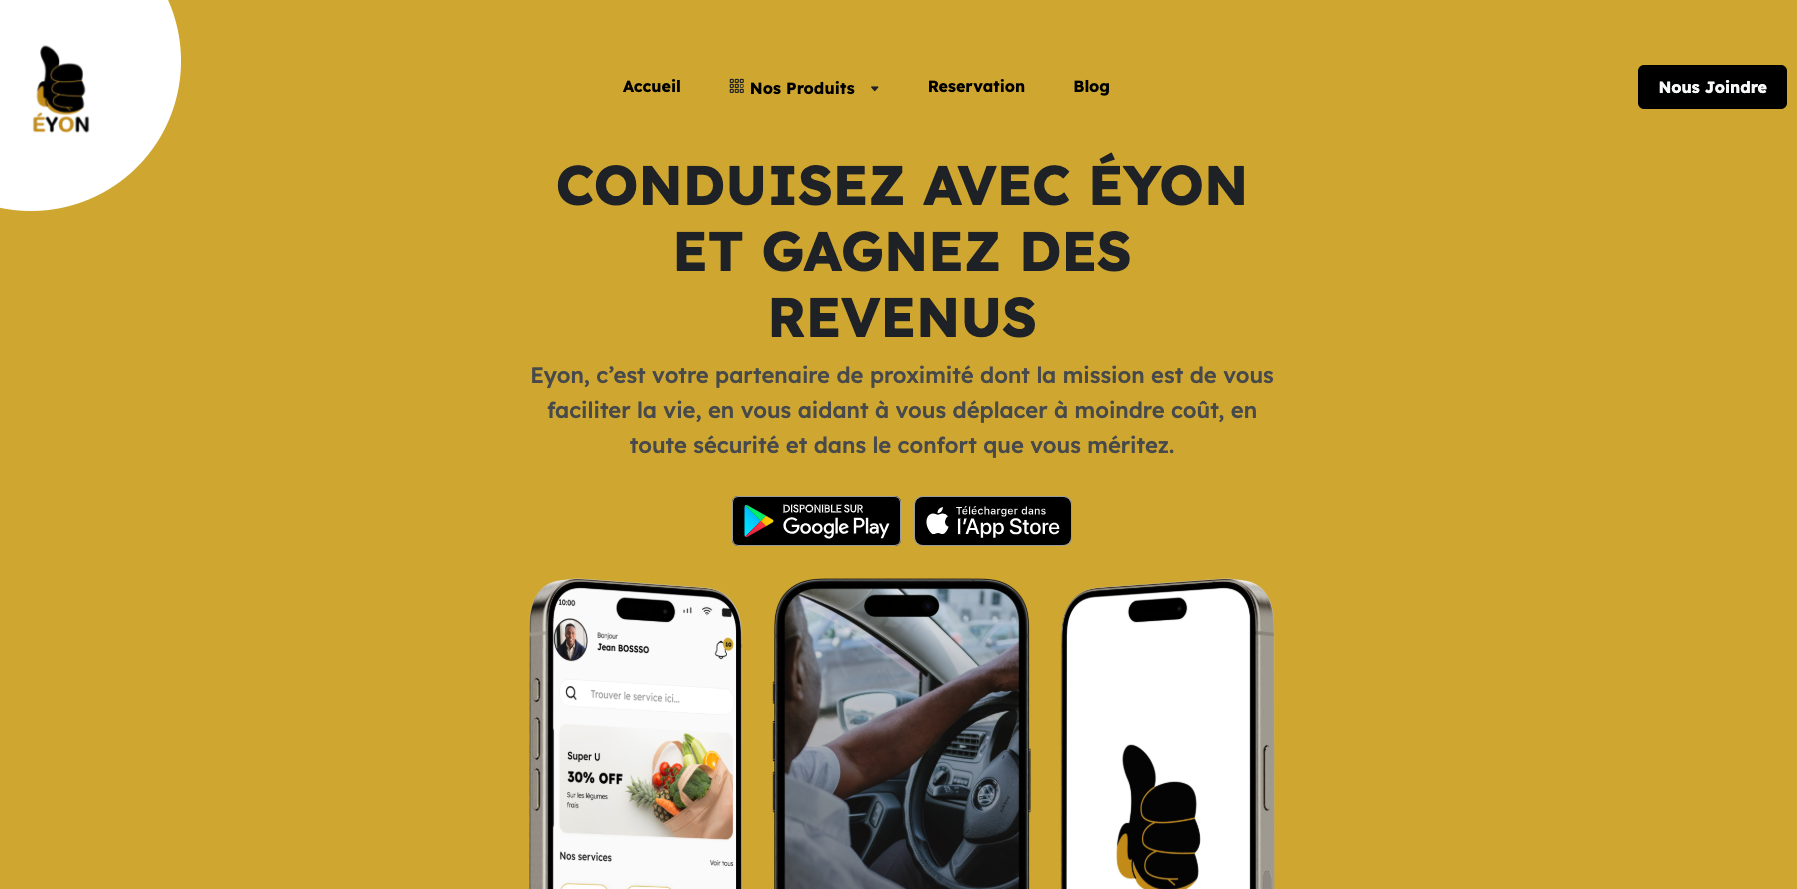 ÉYON
Accueil
Nos Produits
Reservation
Blog
Nous Joindre
CONDUISEZ AVEC ÉYON
ET GAGNEZ DES
REVENUS
Eyon, c’est votre partenaire de proximité dont la mission est de vous
faciliter la vie, en vous aidant à vous déplacer à moindre coût, en
toute sécurité et dans le confort que vous méritez.
DISPONIBLE SUR
Google Play
Télécharger dans
l’App Store
10:00
Bonjour
Jean BOSSSO
10
Trouver le service ici...
Super U
30% OFF
Sur les légumes
frais
Nos services
Voir tous